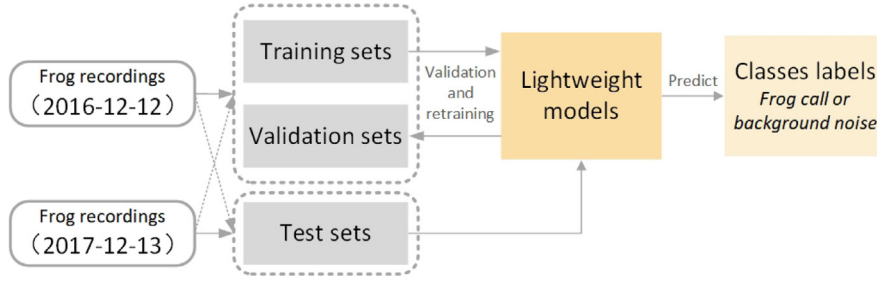 Frog recordings
（2016-12-12）
Frog recordings
（2017-12-13）
Training sets
Validation sets
Test sets
Validation
and
retraining
Lightweight
models
Predict
Classes labels
Frog call or
background noise